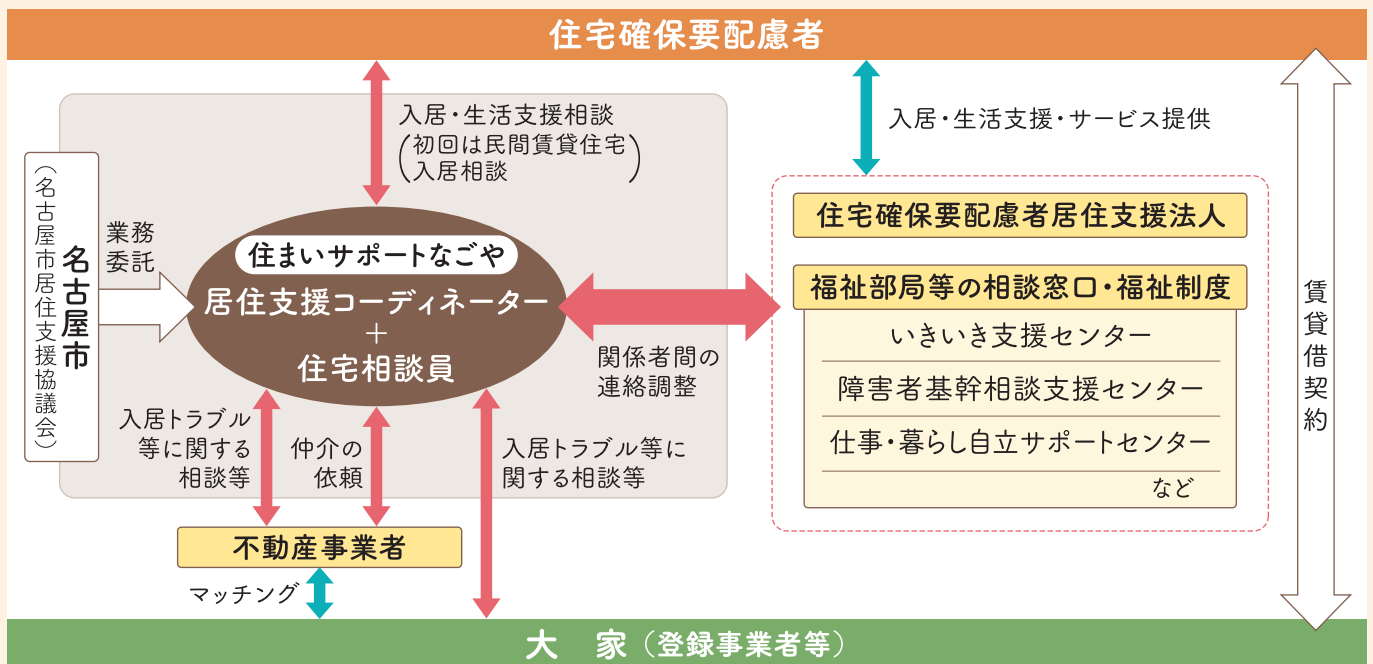 住宅確保要配慮者
入居・生活支援相談
（初回は民間賃貸住宅
入居相談）
入居・生活支援・サービス提供
名古屋市
（名古屋市居住支援協議会）
業務
委託
住まいサポートなごや
居住支援コーディネーター
＋
住宅相談員
関係者間の
連絡調整
住宅確保要配慮者居住支援法人
福祉部局等の相談窓口・福祉制度
いきいき支援センター
障害者基幹相談支援センター
仕事・暮らし自立サポートセンター
など
賃貸借契約
入居トラブル
等に関する
相談等
仲介の
依頼
入居トラブル等に
関する相談等
不動産事業者
マッチング
大　家（登録事業者等）